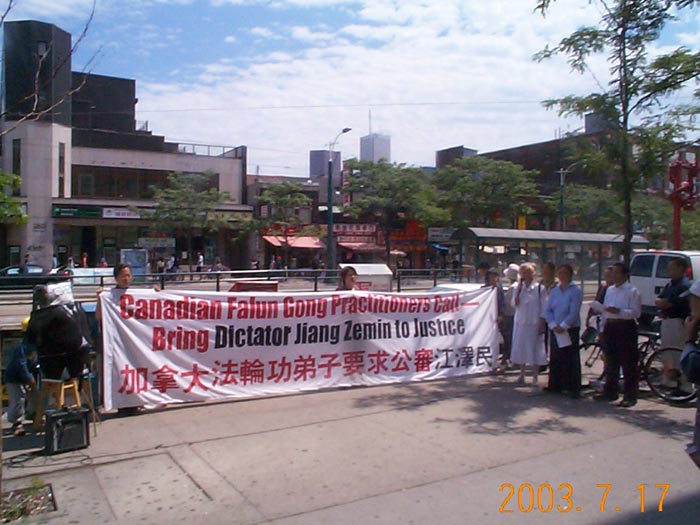 Canadian Falun Gong Practitioners Call—
Bring Dictator Jiang Zemin to Justice
加拿大法輪功弟子要求公審江澤民
2003. 7. 17